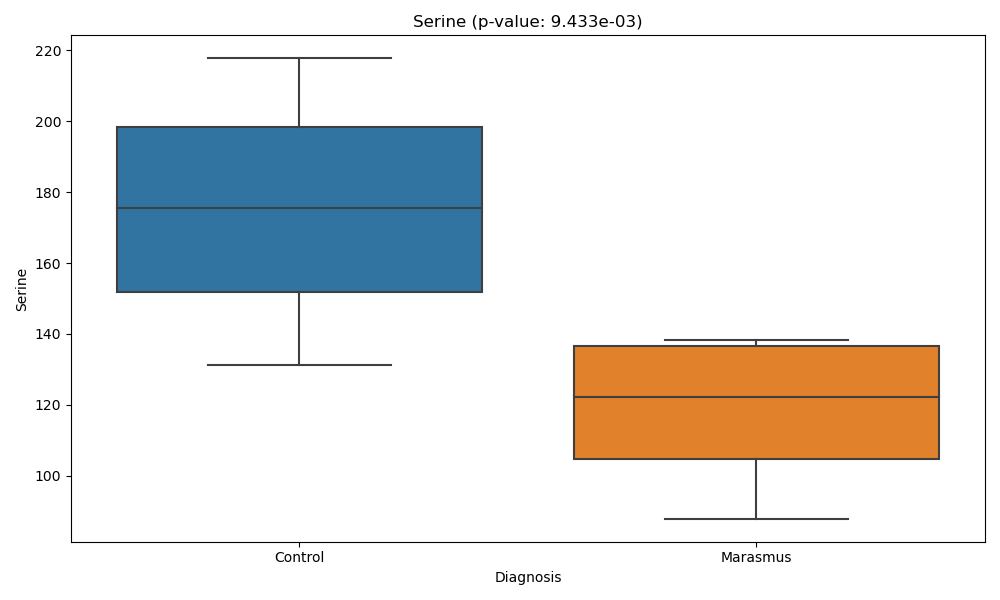 Serine (p-value: 9.433e-03)
220
200
180
160
140
120
100
Serine
Control
Marasmus
Diagnosis